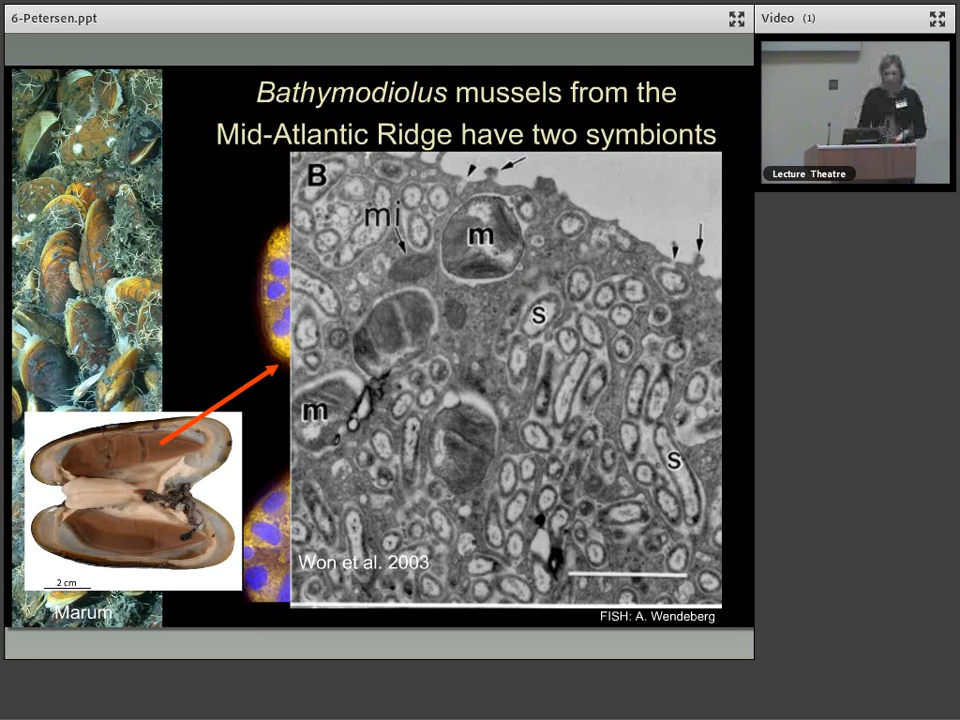 6-Petersen.ppt
Video (1)
Lecture Theatre
Bathymodiolus mussels from the
Mid-Atlantic Ridge have two symbionts
B
mi
m
s
m
s
Won et al. 2003
2 cm
Marum
FISH: A. Wendeberg